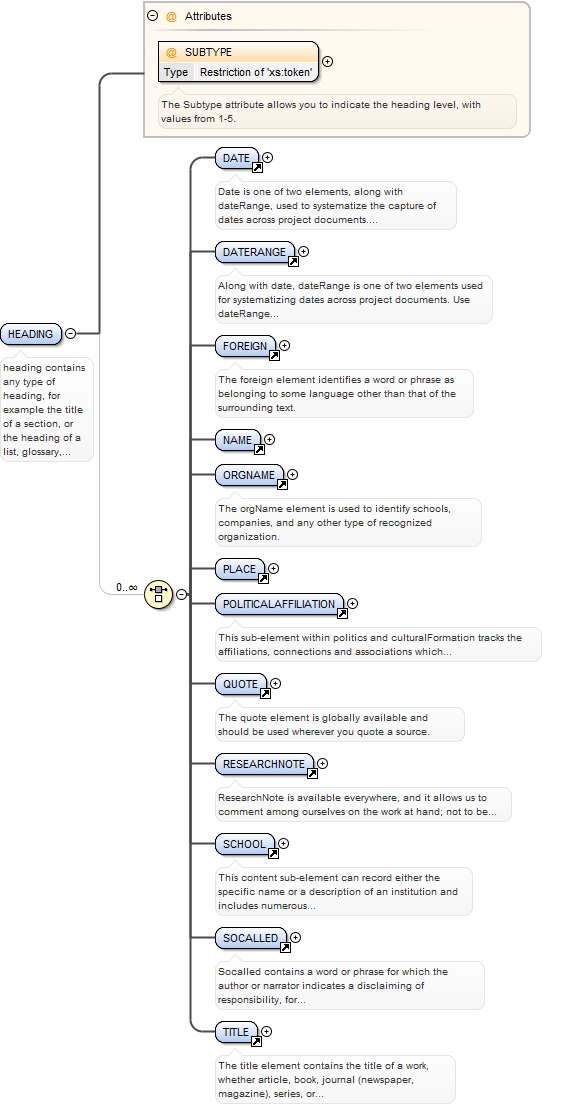 @ Attributes
@ SUBTYPE
Type Restriction of 'xs:token'
The Subtype attribute allows you to indicate the heading level, with
values from 1-5.
HEADING
heading contains
any type of
heading, for
example the title
of a section, or
the heading of a
list, glossary,...
0..∞
DATE
Date is one of two elements, along with
dateRange, used to systematize the capture of
dates across project documents....
DATERANGE
Along with date, dateRange is one of two elements used
for systematizing dates across project documents. Use
dateRange...
FOREIGN
The foreign element identifies a word or phrase as
belonging to some language other than that of the
surrounding text.
NAME
ORGNAME
The orgName element is used to identify schools,
companies, and any other type of recognized
organization.
PLACE
POLITICALAFFILIATION
This sub-element within politics and culturalFormation tracks the
affiliations, connections and associations which...
QUOTE
The quote element is globally available and
should be used wherever you quote a source.
RESEARCHNOTE
ResearchNote is available everywhere, and it allows us to
comment among ourselves on the work at hand; not to be...
SCHOOL
This content sub-element can record either the
specific name or a description of an institution and
includes numerous...
SOCALLED
Socalled contains a word or phrase for which the
author or narrator indicates a disclaiming of
responsibility, for...
TITLE
The title element contains the title of a work,
whether article, book, journal (newspaper,
magazine), series, or...